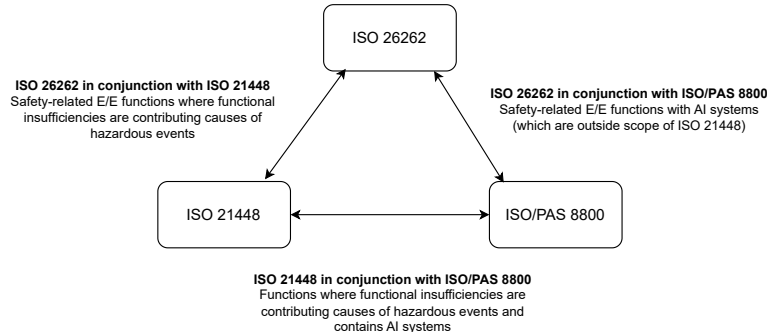 ISO 26262
ISO 26262 in conjunction with ISO 21448
Safety-related E/E functions where functional
insufficiencies are contributing causes of
hazardous events
ISO 26262 in conjunction with ISO/PAS 8800
Safety-related E/E functions with AI systems
(which are outside scope of ISO 21448)
ISO 21448
ISO/PAS 8800
ISO 21448 in conjunction with ISO/PAS 8800
Functions where functional insufficiencies are
contributing causes of hazardous events and
contains AI systems